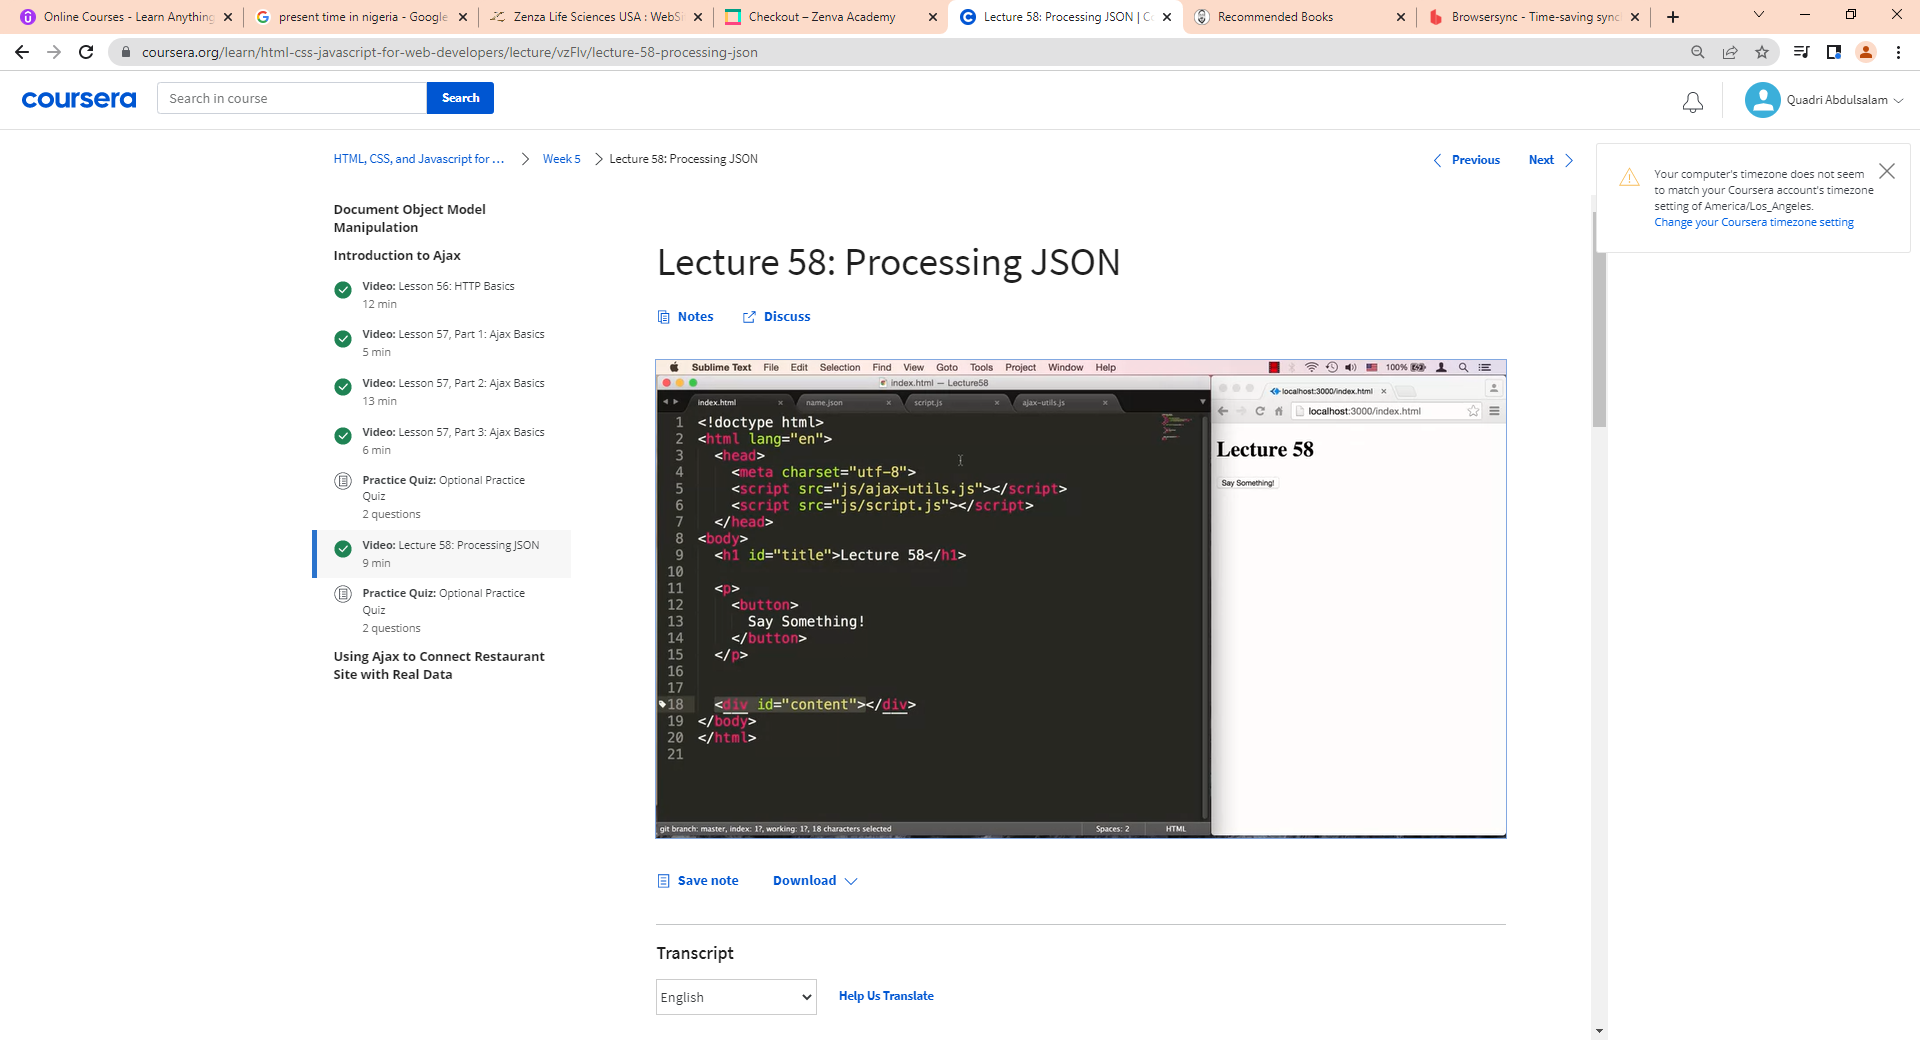 Online Courses - Learn Anything
present time in nigeria - Google
Zenza Life Sciences USA : WebSi
Checkout – Zenva Academy
Lecture 58: Processing JSON | Co
Recommended Books
Browsersync - Time-saving sync
coursera.org/learn/html-css-javascript-for-web-developers/lecture/vzFlv/lecture-58-processing-json
coursera
Search in course
Search
Quadri Abdulsalam
HTML, CSS, and Javascript for ...
Week 5
Lecture 58: Processing JSON
Previous
Next
Your computer's timezone does not seem
to match your Coursera account's timezone
setting of America/Los_Angeles.
Change your Coursera timezone setting
Document Object Model
Manipulation
Introduction to Ajax
Video: Lesson 56: HTTP Basics
12 min
Video: Lesson 57, Part 1: Ajax Basics
5 min
Video: Lesson 57, Part 2: Ajax Basics
13 min
Video: Lesson 57, Part 3: Ajax Basics
6 min
Practice Quiz: Optional Practice
Quiz
2 questions
Video: Lecture 58: Processing JSON
9 min
Practice Quiz: Optional Practice
Quiz
2 questions
Using Ajax to Connect Restaurant
Site with Real Data
Lecture 58: Processing JSON
Notes
Discuss
Sublime Text File Edit Selection Find View Goto Tools Project Window Help
100%
index.html — Lecture58
index.html
name.json
script.js
ajax-utils.js
1 <!doctype html>
2 <html lang="en">
3 <head>
4 <meta charset="utf-8">
5 <script src="js/ajax-utils.js"></script>
6 <script src="js/script.js"></script>
7 </head>
8 <body>
9 <h1 id="title">Lecture 58</h1>
10
11 <p>
12 <button>
13 Say Something!
14 </button>
15 </p>
16
17
18 <div id="content"></div>
19 </body>
20 </html>
21
git branch: master, index: 1?, working: 1?, 18 characters selected
Spaces: 2
HTML
localhost:3000/index.html
localhost:3000/index.html
Lecture 58
Say Something!
Save note
Download
Transcript
English
Help Us Translate